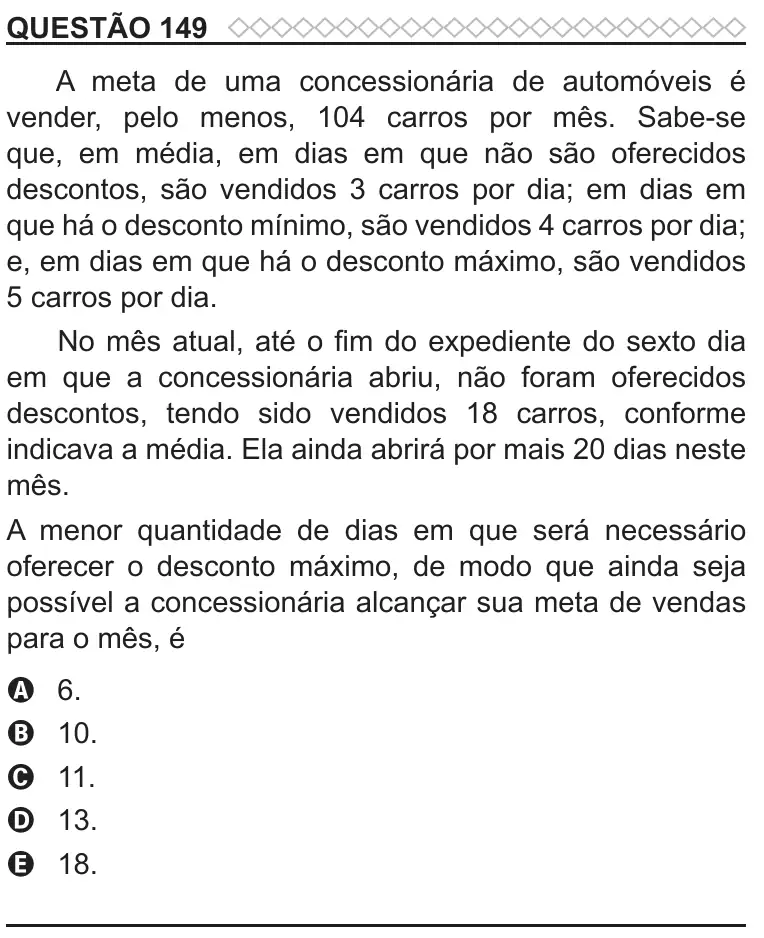 QUESTÃO 149
A meta de uma concessionária de automóveis é
vender, pelo menos, 104 carros por mês. Sabe-se
que, em média, em dias em que não são oferecidos
descontos, são vendidos 3 carros por dia; em dias em
que há o desconto mínimo, são vendidos 4 carros por dia;
e, em dias em que há o desconto máximo, são vendidos
5 carros por dia.
No mês atual, até o fim do expediente do sexto dia
em que a concessionária abriu, não foram oferecidos
descontos, tendo sido vendidos 18 carros, conforme
indicava a média. Ela ainda abrirá por mais 20 dias neste
mês.
A menor quantidade de dias em que será necessário
oferecer o desconto máximo, de modo que ainda seja
possível a concessionária alcançar sua meta de vendas
para o mês, é
A 6.
B 10.
C 11.
D 13.
E 18.